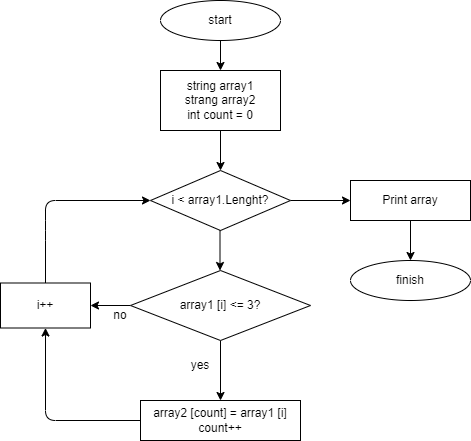 start
string array1
strang array2
int count = 0
i < array1.Lenght?
Print array
finish
array1 [i] <= 3?
i++
no
yes
array2 [count] = array1 [i]
count++